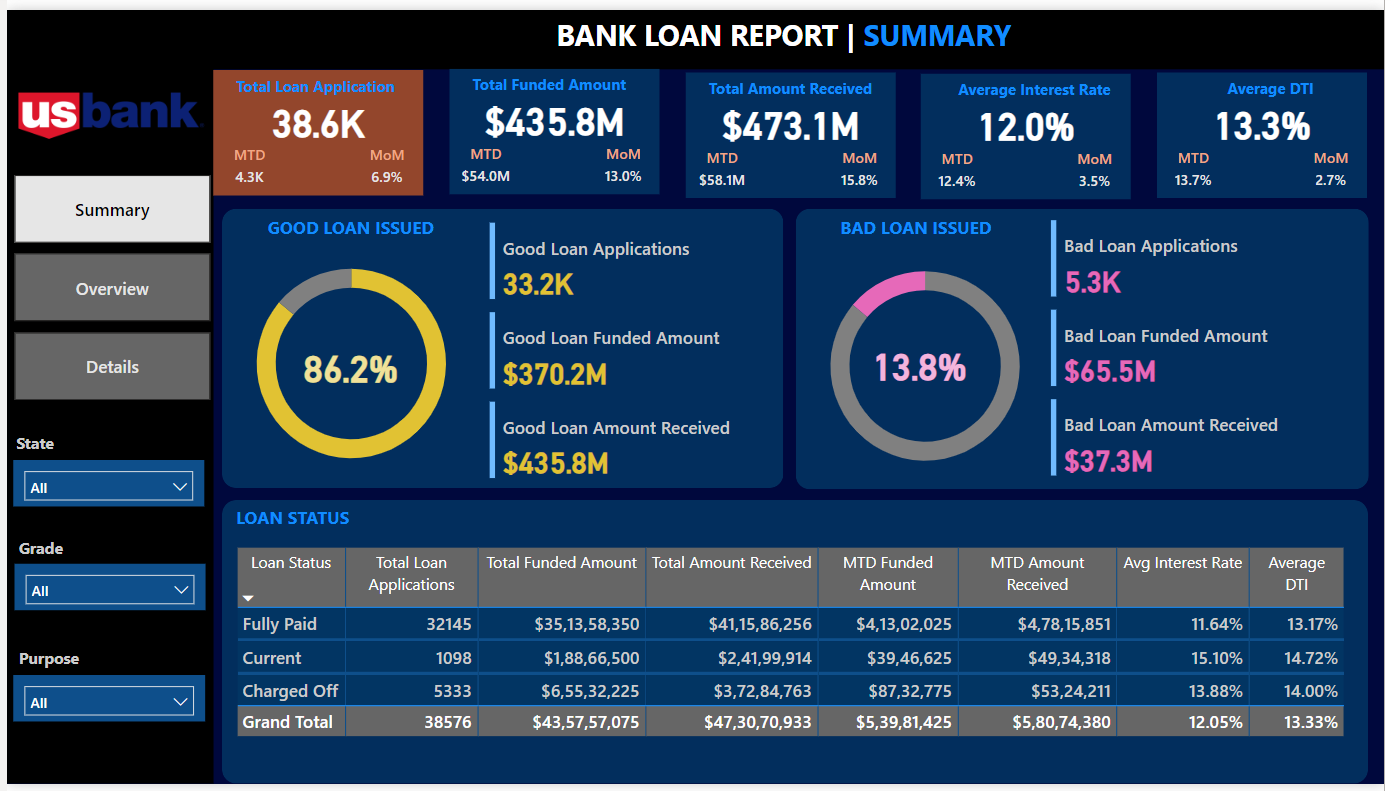 BANK LOAN REPORT | SUMMARY
usbank
Summary
Overview
Details
State
All
Grade
All
Purpose
All
Total Loan Application
38.6K
MTD MoM
4.3K 6.9%
Total Funded Amount
$435.8M
MTD MoM
$54.0M 13.0%
Total Amount Received
$473.1M
MTD MoM
$58.1M 15.8%
Average Interest Rate
12.0%
MTD MoM
12.4% 3.5%
Average DTI
13.3%
MTD MoM
13.7% 2.7%
GOOD LOAN ISSUED
86.2%
Good Loan Applications
33.2K
Good Loan Funded Amount
$370.2M
Good Loan Amount Received
$435.8M
BAD LOAN ISSUED
13.8%
Bad Loan Applications
5.3K
Bad Loan Funded Amount
$65.5M
Bad Loan Amount Received
$37.3M
LOAN STATUS
Loan Status Total Loan Applications Total Funded Amount Total Amount Received MTD Funded Amount MTD Amount Received Avg Interest Rate Average DTI
Fully Paid 32145 $35,13,58,350 $41,15,86,256 $4,13,02,025 $4,78,15,851 11.64% 13.17%
Current 1098 $1,88,66,500 $2,41,99,914 $39,46,625 $49,34,318 15.10% 14.72%
Charged Off 5333 $6,55,32,225 $3,72,84,763 $87,32,775 $53,24,211 13.88% 14.00%
Grand Total 38576 $43,57,57,075 $47,30,70,933 $5,39,81,425 $5,80,74,380 12.05% 13.33%